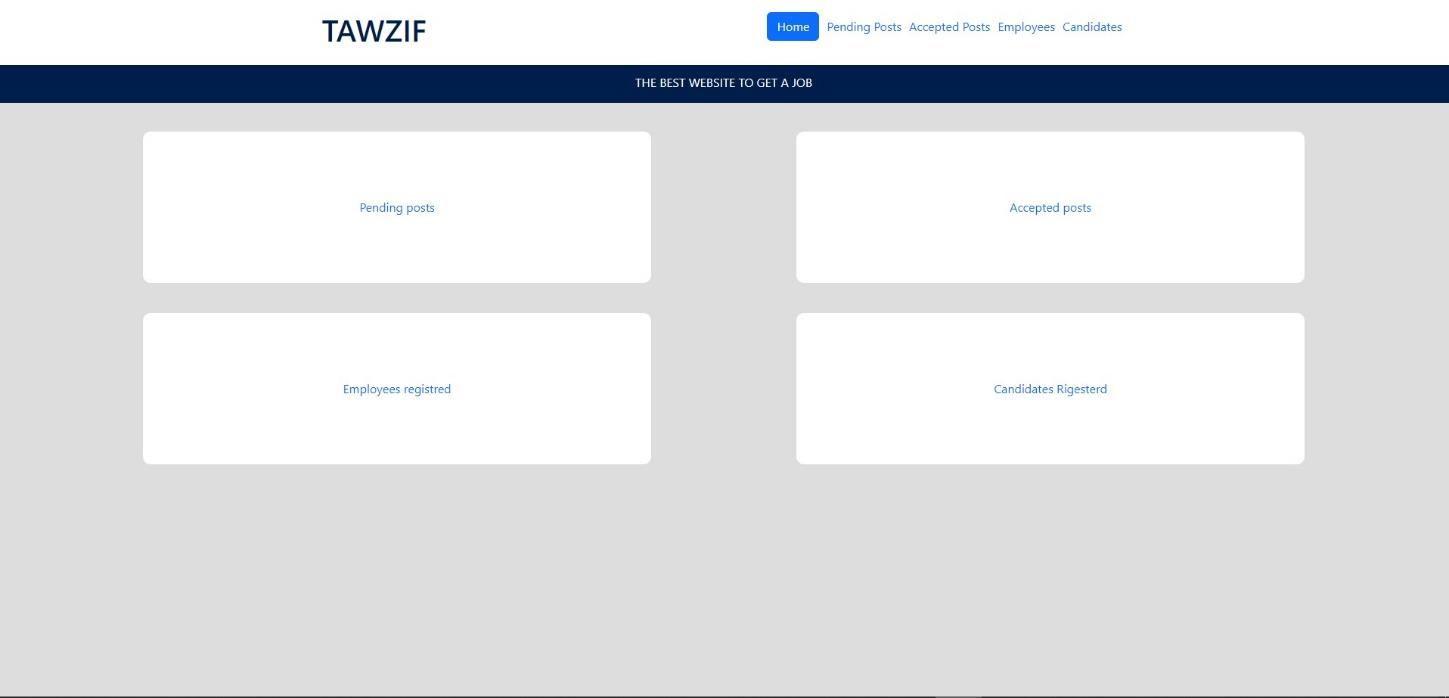 TAWZIF
Home Pending Posts Accepted Posts Employees Candidates
THE BEST WEBSITE TO GET A JOB
Pending posts
Accepted posts
Employees registred
Candidates Rigesterd